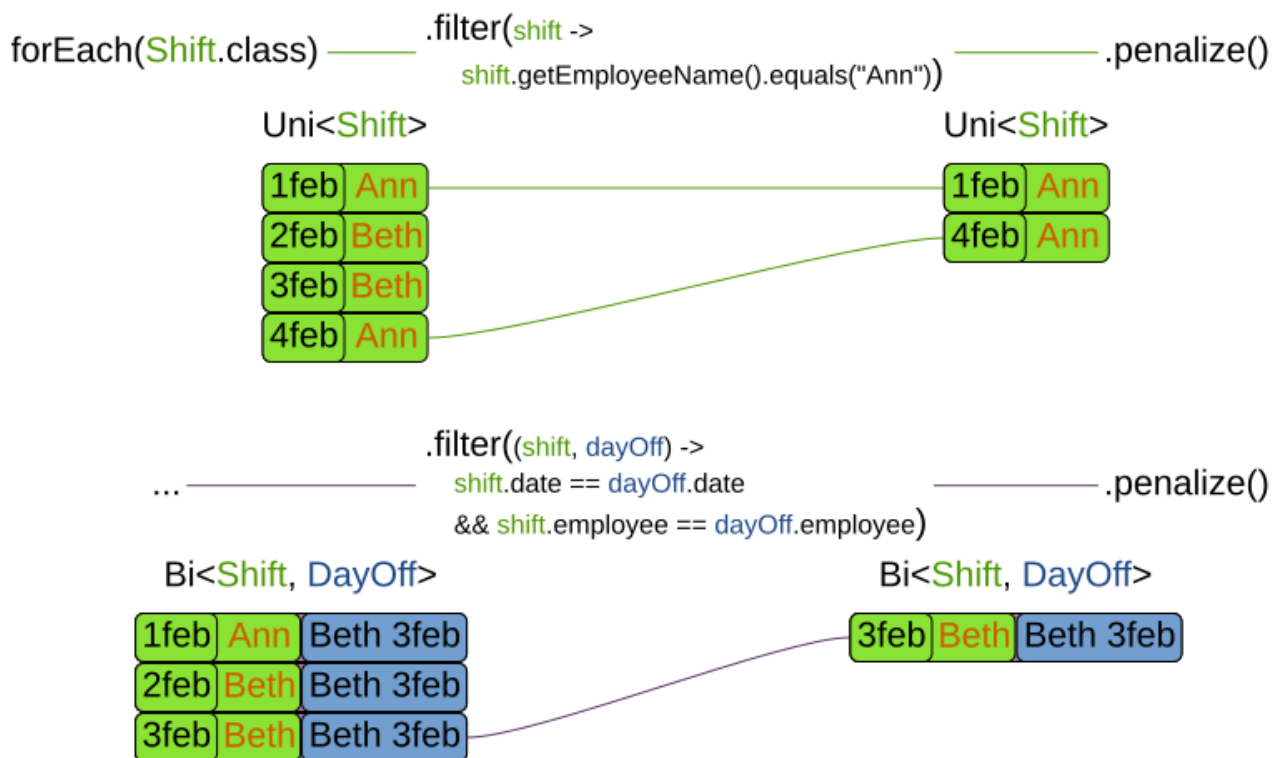 forEach(Shift.class) .filter(shift -> .penalize()
shift.getEmployeeName().equals("Ann"))
Uni<Shift> Uni<Shift>
1feb Ann 1feb Ann
2feb Beth 4feb Ann
3feb Beth
4feb Ann
.filter((shift, dayOff) ->
... shift.date == dayOff.date .penalize()
&& shift.employee == dayOff.employee)
Bi<Shift, DayOff> Bi<Shift, DayOff>
1feb Ann Beth 3feb 3feb Beth Beth 3feb
2feb Beth Beth 3feb
3feb Beth Beth 3feb